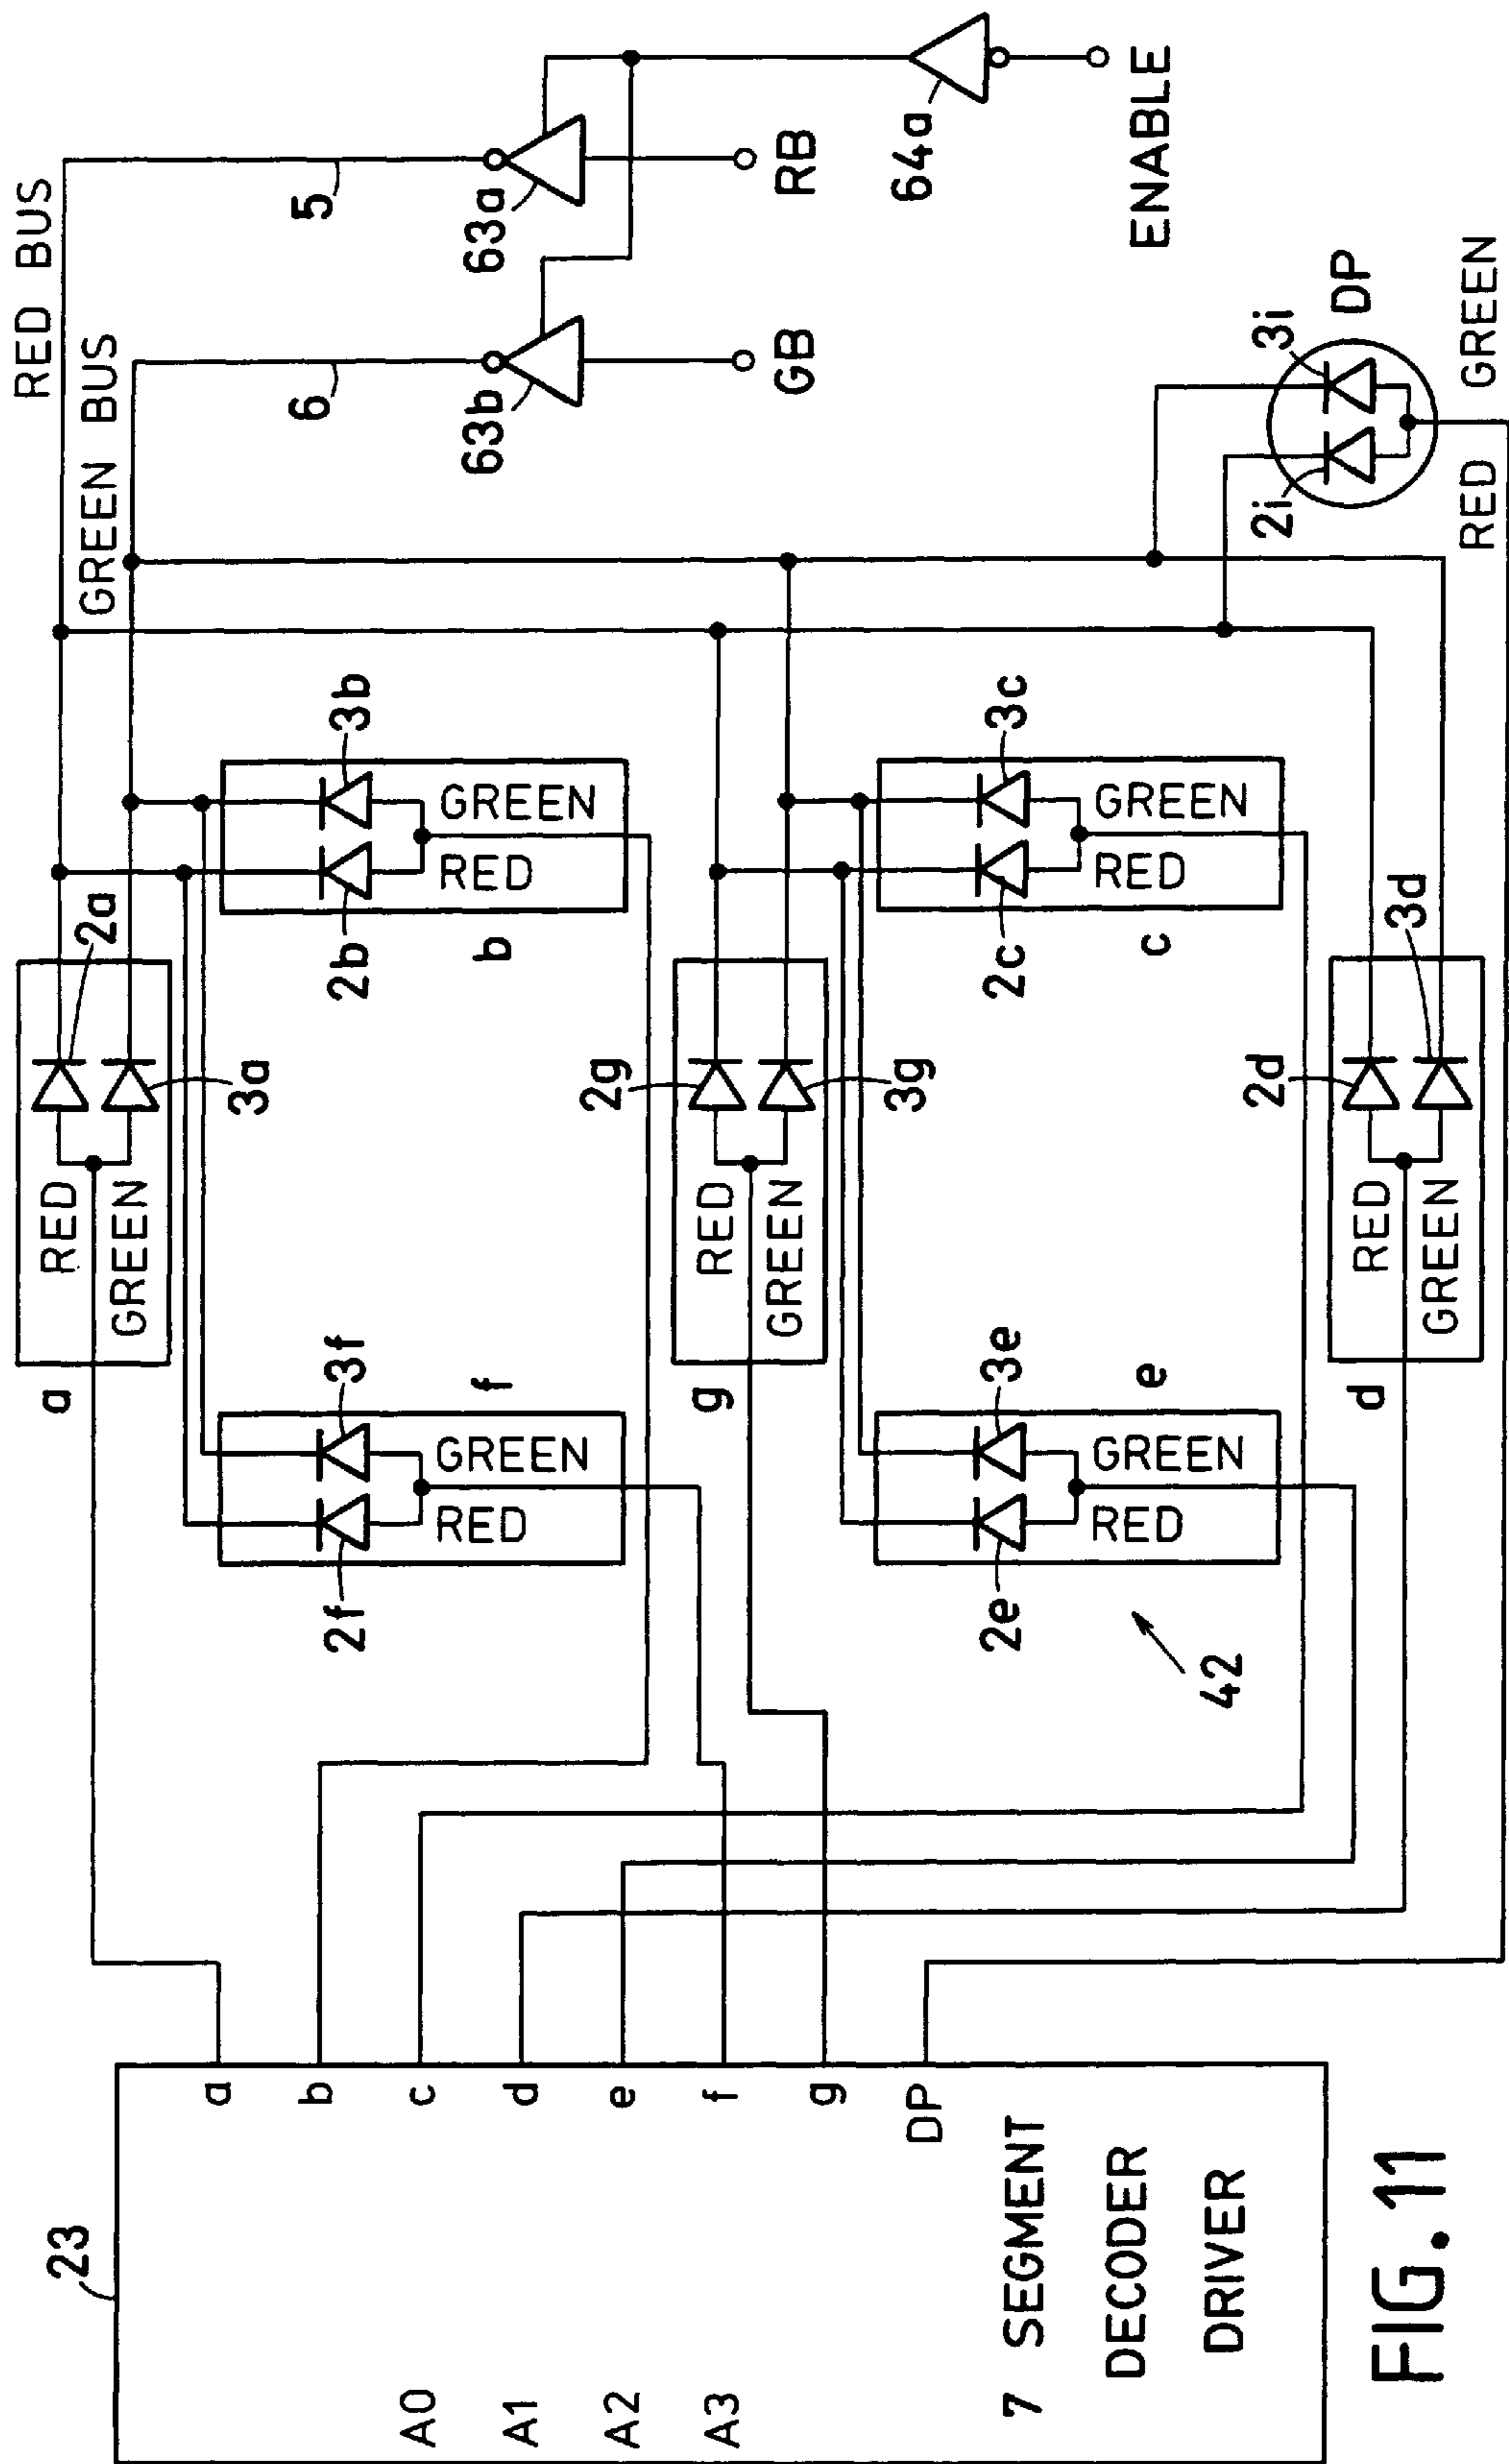 23
A0
A1
A2
A3
7 SEGMENT
DECODER
DRIVER
a
b
c
d
e
f
g
DP
a
RED
GREEN
2a
3a
2f
3f
RED
GREEN
f
2b
3b
RED
GREEN
b
g
RED
GREEN
2g
3g
2e
3e
RED
GREEN
e
2c
3c
RED
GREEN
c
d
RED
GREEN
2d
3d
42
RED BUS
GREEN BUS
5
6
63a
63b
RB
GB
64a
ENABLE
2i
3i
DP
RED
GREEN
FIG. 11